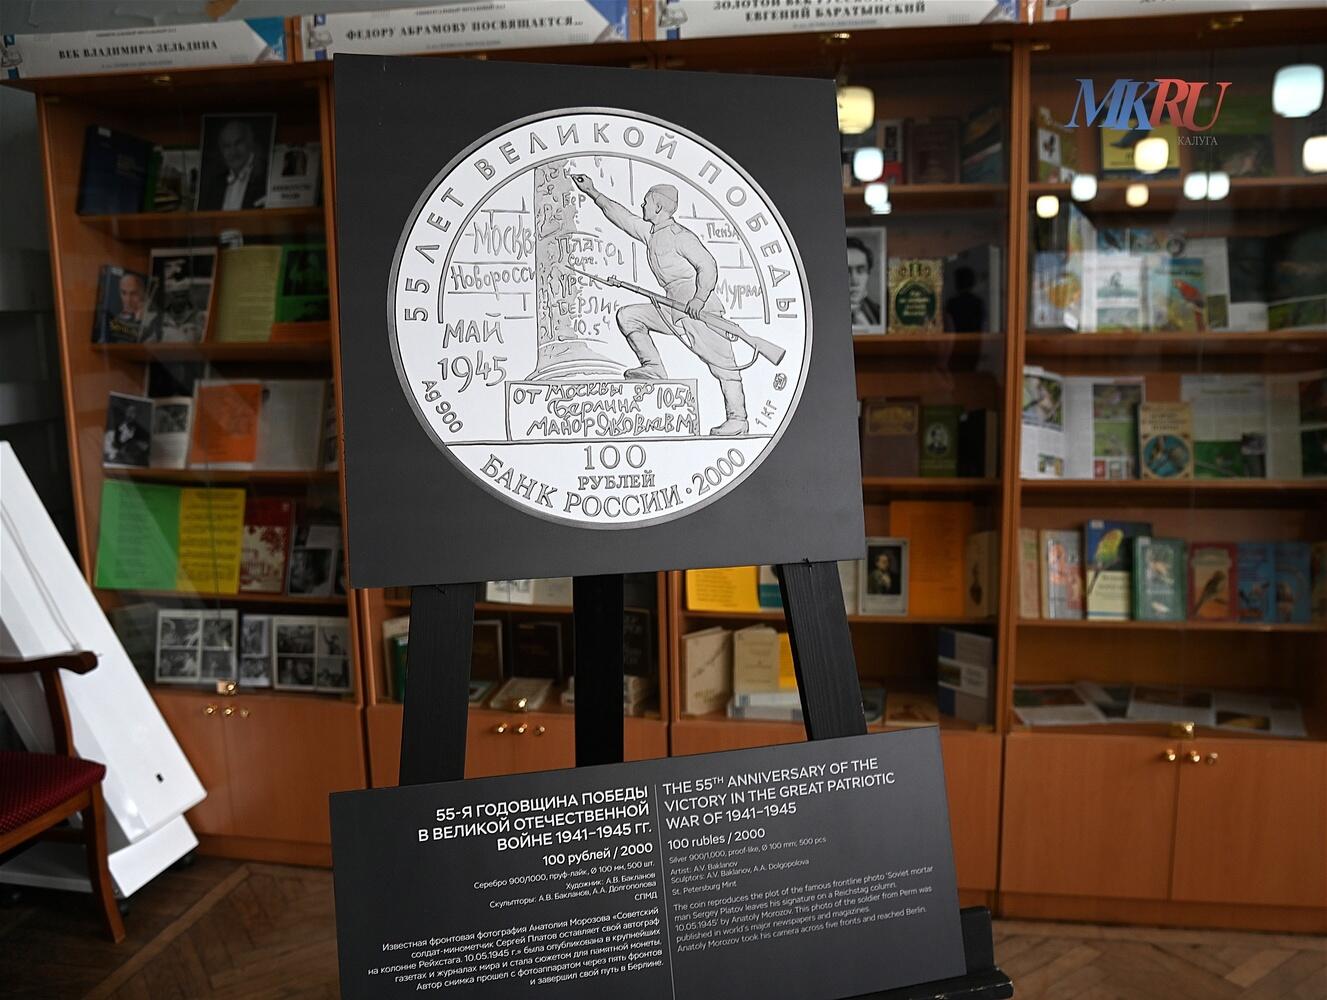 ВЕК ВЛАДИМИРА ЗЕЛЬДИНА
ФЕДОРУ АБРАМОВУ ПОСВЯЩАЕТСЯ...
ЕВГЕНИЙ БАРАТЫНСКИЙ
MKRU
КАЛУГА
55 ЛЕТ ВЕЛИКОЙ ПОБЕДЫ
БЕР
МОСКВ
ПЛАТО
Серг.
Пенза
Новоросси
УРСК
Мурма
БЕРЛИН
10.5
МАЙ
1945
Ag 900
1 КГ
ОТ МОСКВЫ до 10.5
Берлина
МАНОР ЯКОВЛЕВ М
100
РУБЛЕЙ
БАНК РОССИИ · 2000
55-Я ГОДОВЩИНА ПОБЕДЫ
В ВЕЛИКОЙ ОТЕЧЕСТВЕННОЙ
ВОЙНЕ 1941–1945 ГГ.
100 рублей / 2000
Серебро 900/1000, пруф-лайк, Ø 100 мм, 500 шт.
Художник: А.В. Бакланов
Скульпторы: А.В. Бакланов, А.А. Долгополова
СПМД
Известная фронтовая фотография Анатолия Морозова «Советский
солдат-минометчик Сергей Платов оставляет свой автограф
на колонне Рейхстага. 10.05.1945 г.» была опубликована в крупнейших
газетах и журналах мира и стала сюжетом для памятной монеты.
Автор снимка прошел с фотоаппаратом через пять фронтов
и завершил свой путь в Берлине.
THE 55TH ANNIVERSARY OF THE
VICTORY IN THE GREAT PATRIOTIC
WAR OF 1941–1945
100 rubles / 2000
Silver 900/1,000, proof-like, Ø 100 mm; 500 pcs
Artist: A.V. Baklanov
Sculptors: A.V. Baklanov, A.A. Dolgopolova
St. Petersburg Mint
The coin reproduces the plot of the famous frontline photo 'Soviet mortar
man Sergey Platov leaves his signature on a Reichstag column.
10.05.1945' by Anatoly Morozov. This photo of the soldier from Perm was
published in world's major newspapers and magazines.
Anatoly Morozov took his camera across five fronts and reached Berlin.